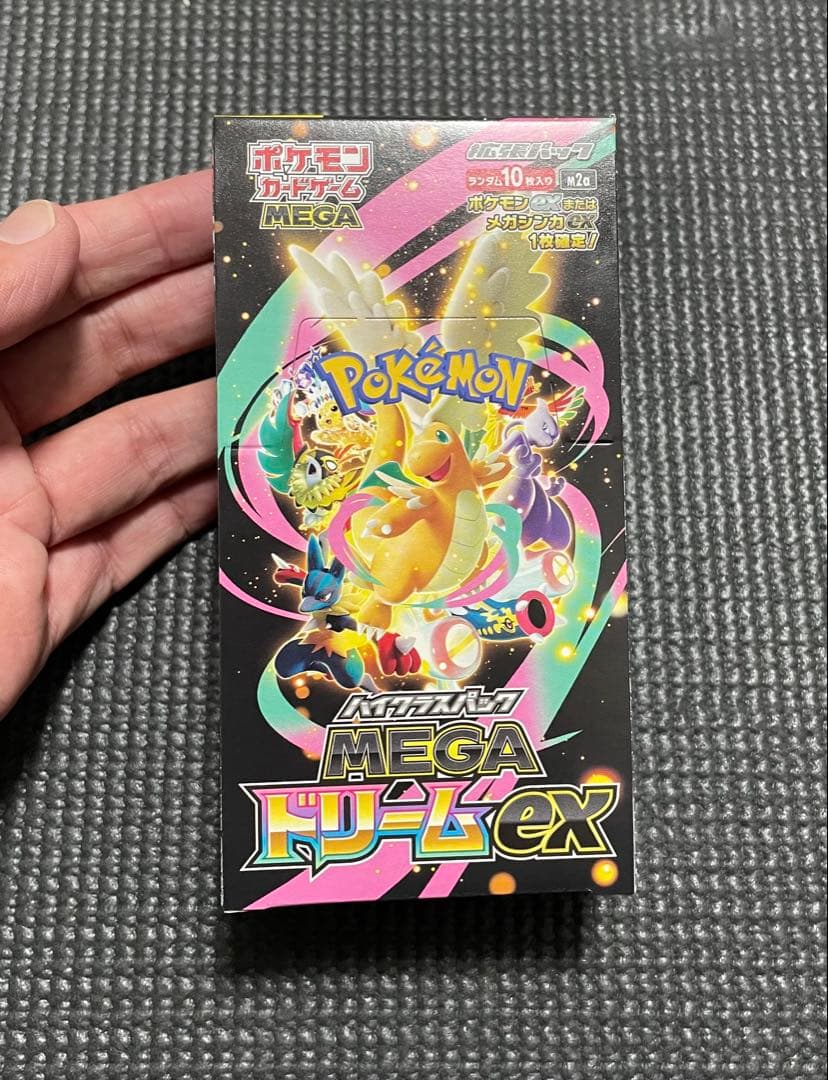 ポケモン
カードゲーム
MEGA
拡張パック
ランダム10枚入り M2a
ポケモンexまたは
メガシンカex
1枚確定!
POKéMON
ハイクラスパック
MEGA
ドリームex